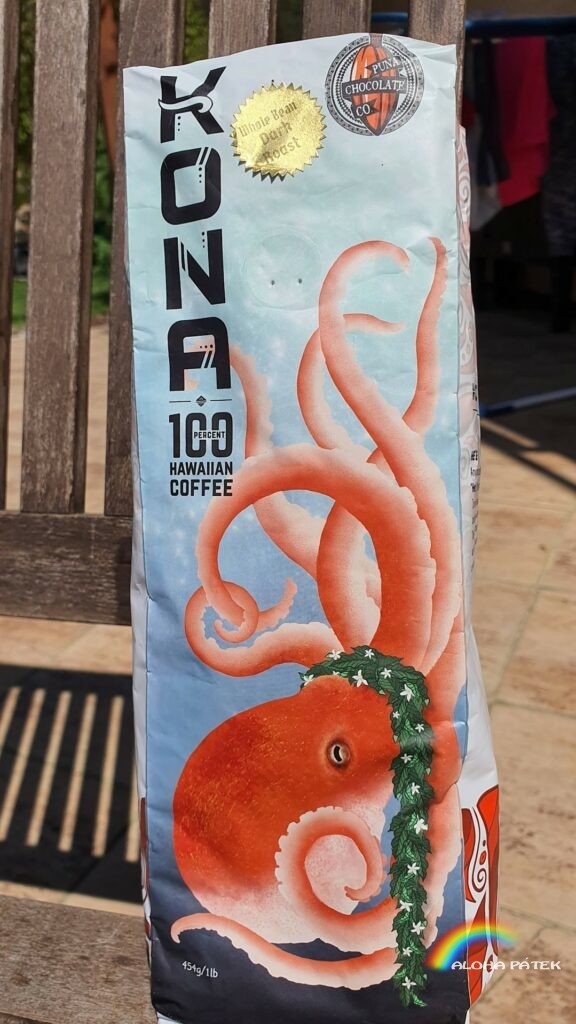 KONA
Whole Bean
Dark
Roast
PUNA
CHOCOLATE
CO.
100
PERCENT
HAWAIIAN
COFFEE
454g/1lb
ALOHA PÁTEK